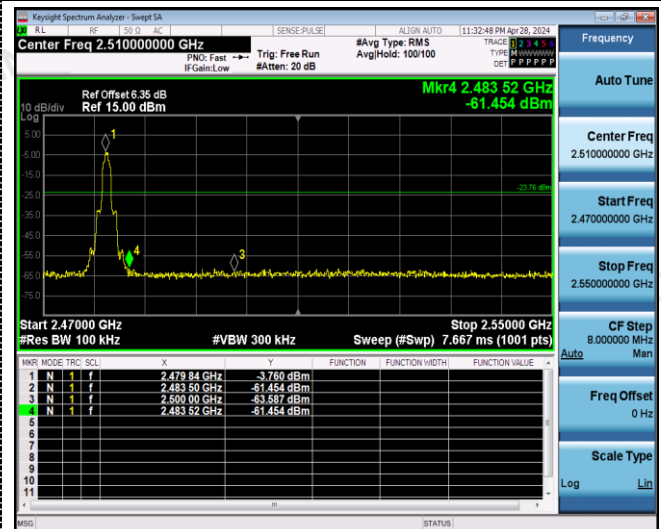 Keysight Spectrum Analyzer - Swept SA
RL RF 50 Ω AC SENSE:PULSE ALIGN AUTO 11:32:48 PM Apr 28, 2024
Center Freq 2.510000000 GHz
PNO: Fast
IFGain:Low
Trig: Free Run
#Atten: 20 dB
#Avg Type: RMS
Avg|Hold: 100/100
TRACE 1 2 3 4 5 6
TYPE M W W W W W
DET P P P P P P
Ref Offset 6.35 dB
Ref 15.00 dBm
Mkr4 2.483 52 GHz
-61.454 dBm
10 dB/div
Log
5.00
-5.00
-15.0
-25.0
-35.0
-45.0
-55.0
-65.0
-75.0
1
-23.76 dBm
4
3
Start 2.47000 GHz Stop 2.55000 GHz
#Res BW 100 kHz #VBW 300 kHz Sweep (#Swp) 7.667 ms (1001 pts)
MKR MODE TRC SCL X Y FUNCTION FUNCTION WIDTH FUNCTION VALUE
1 N 1 f 2.479 84 GHz -3.760 dBm
2 N 1 f 2.483 50 GHz -61.454 dBm
3 N 1 f 2.500 00 GHz -63.587 dBm
4 N 1 f 2.483 52 GHz -61.454 dBm
5
6
7
8
9
10
11
MSG STATUS
Frequency
Auto Tune
Center Freq
2.510000000 GHz
Start Freq
2.470000000 GHz
Stop Freq
2.550000000 GHz
CF Step
8.000000 MHz
Auto Man
Freq Offset
0 Hz
Scale Type
Log Lin